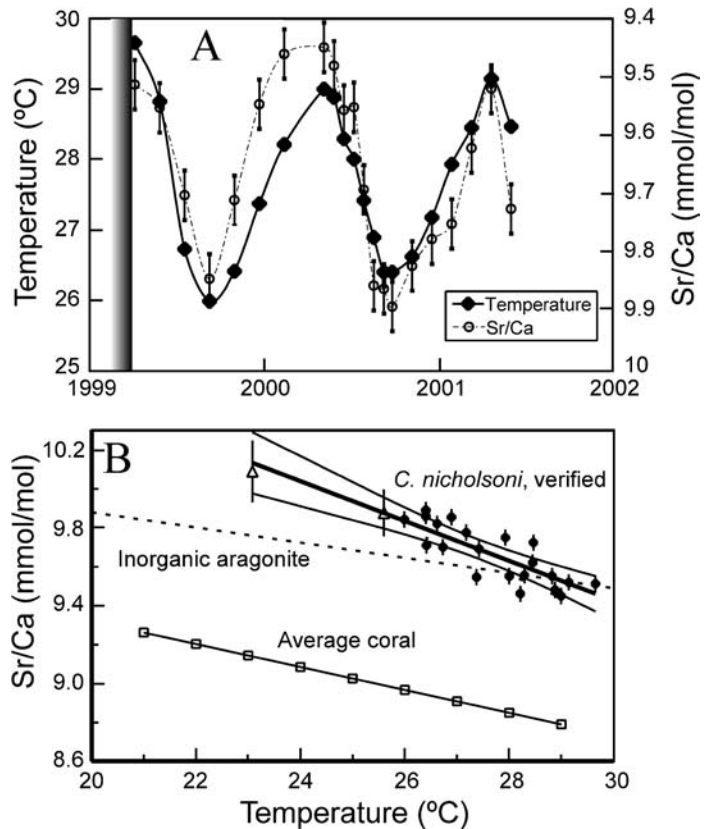 A
30
29
28
27
26
25
Temperature (ºC)
9.4
9.5
9.6
9.7
9.8
9.9
10
Sr/Ca (mmol/mol)
Temperature
Sr/Ca
1999 2000 2001 2002
B
10.2
9.8
9.4
9.0
8.6
Sr/Ca (mmol/mol)
C. nicholsoni, verified
Inorganic aragonite
Average coral
20 22 24 26 28 30
Temperature (ºC)